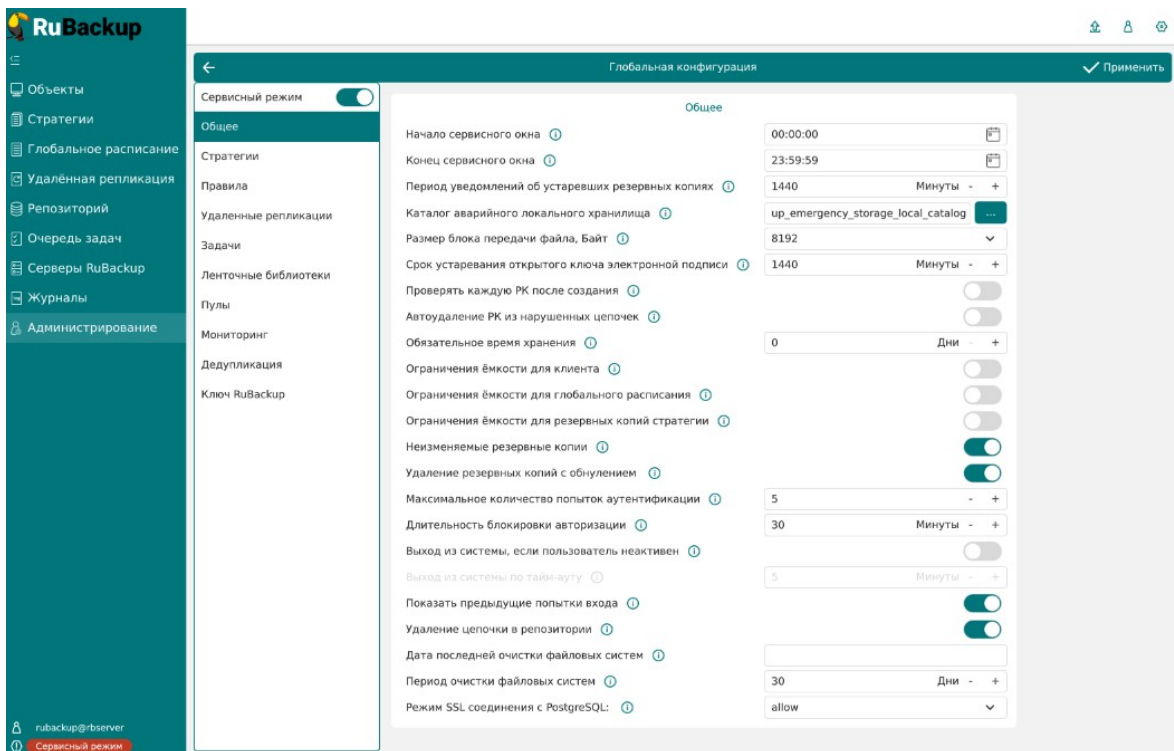 RuBackup
Объекты
Стратегии
Глобальное расписание
Удалённая репликация
Репозиторий
Очередь задач
Серверы RuBackup
Журналы
Администрирование
rubackup@rbserver
Сервисный режим
Глобальная конфигурация
Применить
Сервисный режим
Общее
Стратегии
Правила
Удаленные репликации
Задачи
Ленточные библиотеки
Пулы
Мониторинг
Дедупликация
Ключ RuBackup
Общее
Начало сервисного окна 00:00:00
Конец сервисного окна 23:59:59
Период уведомлений об устаревших резервных копиях 1440 Минуты - +
Каталог аварийного локального хранилища up_emergency_storage_local_catalog ...
Размер блока передачи файла, Байт 8192
Срок устаревания открытого ключа электронной подписи 1440 Минуты - +
Проверять каждую РК после создания
Автоудаление РК из нарушенных цепочек
Обязательное время хранения 0 Дни - +
Ограничения ёмкости для клиента
Ограничения ёмкости для глобального расписания
Ограничения ёмкости для резервных копий стратегии
Неизменяемые резервные копии
Удаление резервных копий с обнулением
Максимальное количество попыток аутентификации 5 - +
Длительность блокировки авторизации 30 Минуты - +
Выход из системы, если пользователь неактивен
Выход из системы по тайм-ауту 5 Минуты - +
Показать предыдущие попытки входа
Удаление цепочки в репозитории
Дата последней очистки файловых систем
Период очистки файловых систем 30 Дни - +
Режим SSL соединения с PostgreSQL: allow